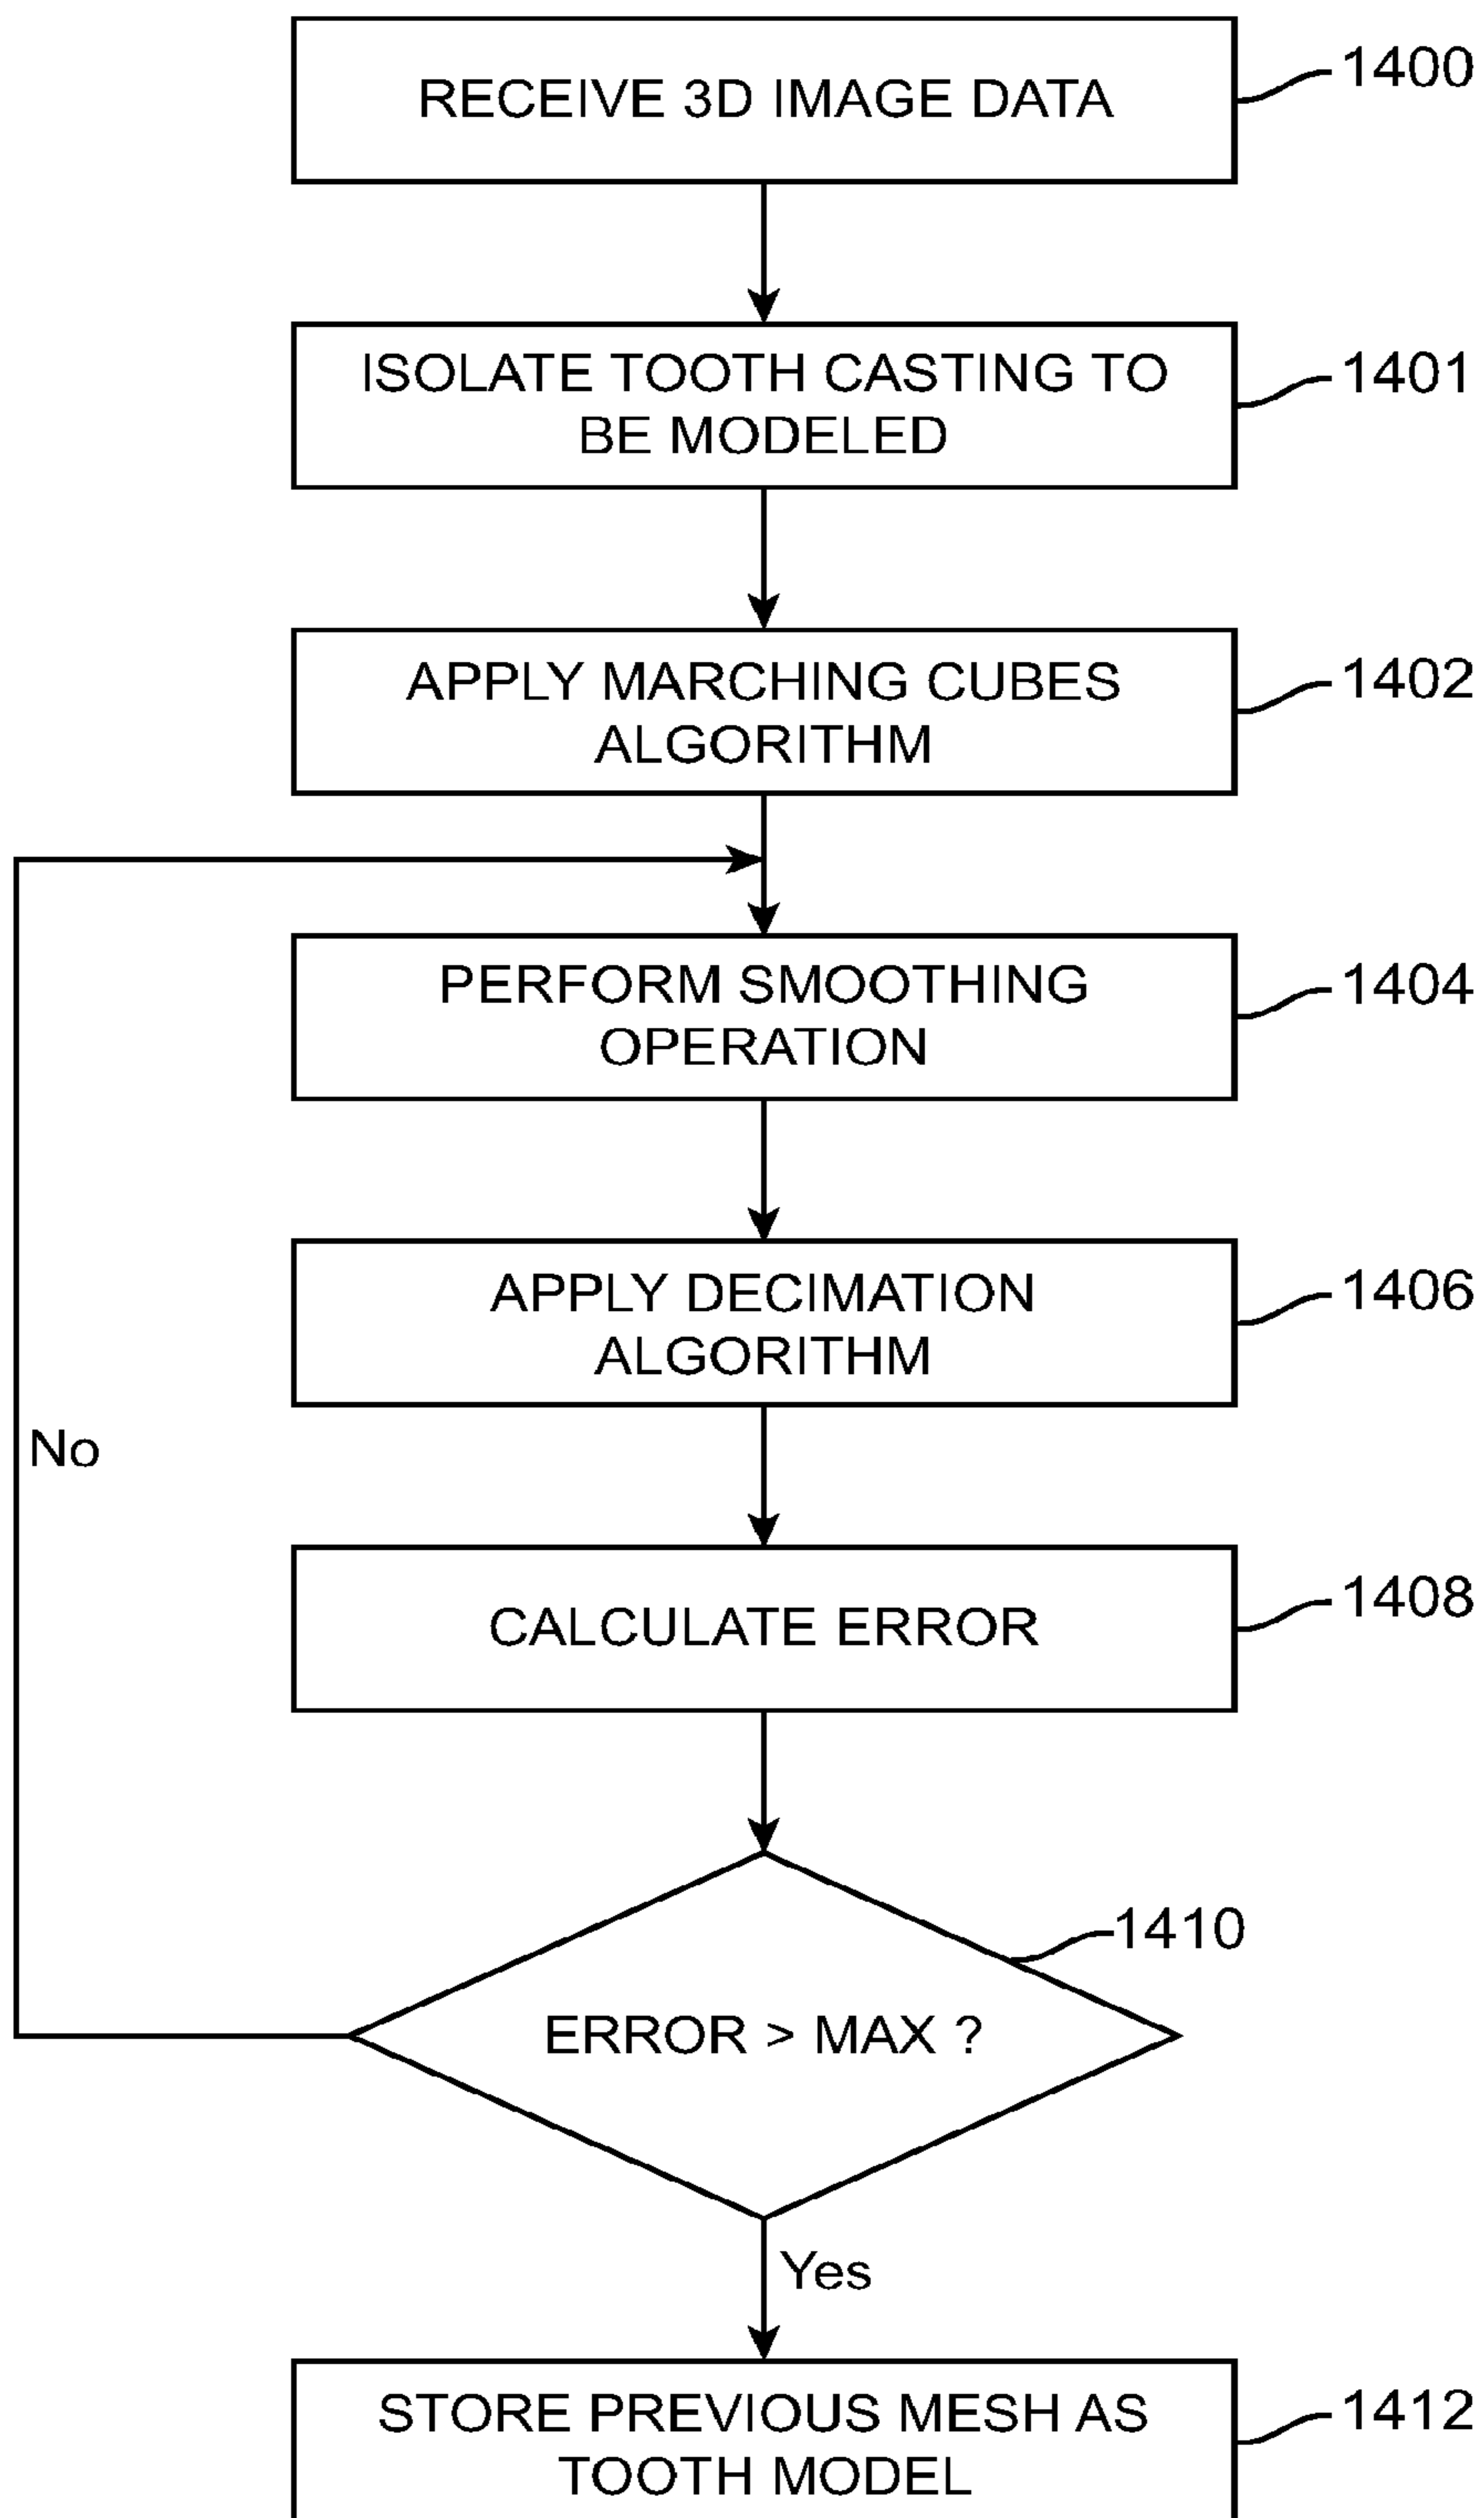 RECEIVE 3D IMAGE DATA
1400
ISOLATE TOOTH CASTING TO
BE MODELED
1401
APPLY MARCHING CUBES
ALGORITHM
1402
PERFORM SMOOTHING
OPERATION
1404
APPLY DECIMATION
ALGORITHM
1406
No
CALCULATE ERROR
1408
1410
ERROR > MAX ?
Yes
STORE PREVIOUS MESH AS
TOOTH MODEL
1412